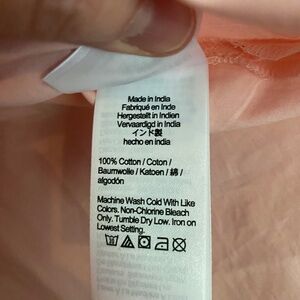 Made in India
Fabriqué en Inde
Hergestellt in Indien
Vervaardigd in India
インド製
hecho en india
100% Cotton / Coton /
Baumwolle / Katoen / 綿 /
algodón
Machine Wash Cold With Like
Colors. Non-Chlorine Bleach
Only. Tumble Dry Low. Iron on
Lowest Setting.